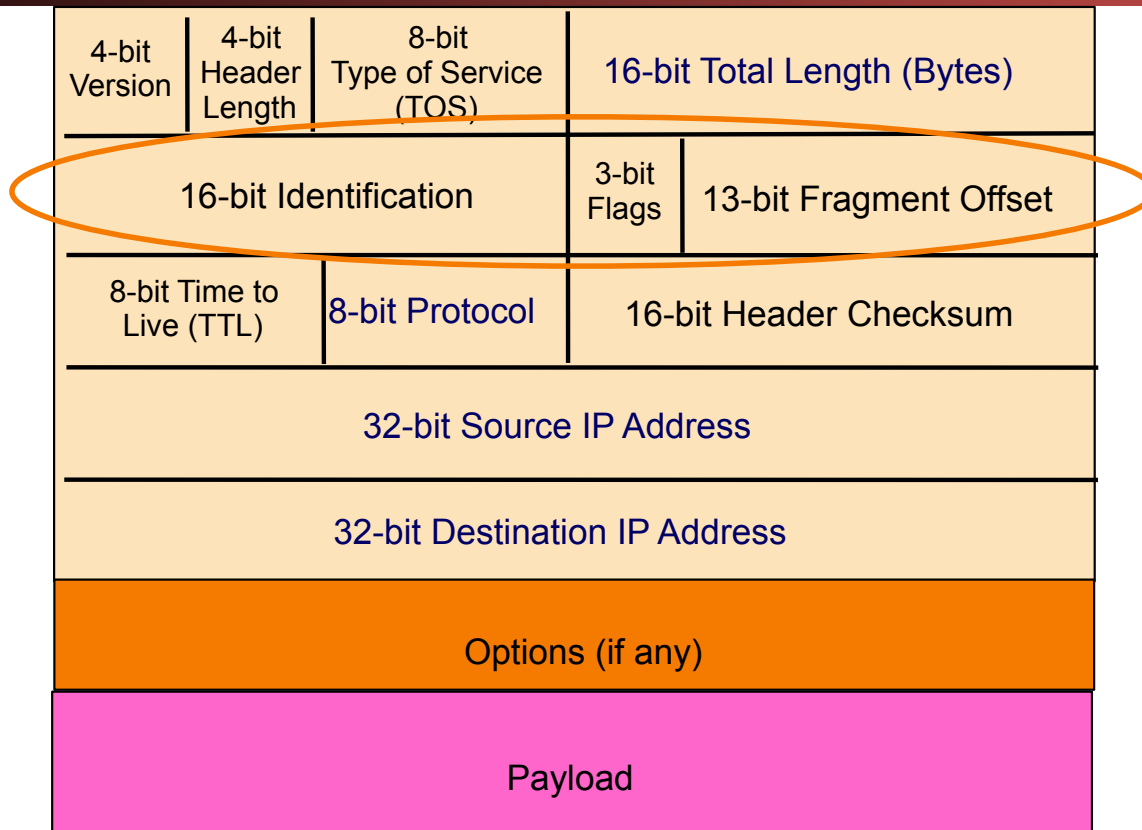 4-bit
Version
4-bit
Header
Length
8-bit
Type of Service
(TOS)
16-bit Total Length (Bytes)
16-bit Identification
3-bit
Flags
13-bit Fragment Offset
8-bit Time to
Live (TTL)
8-bit Protocol
16-bit Header Checksum
32-bit Source IP Address
32-bit Destination IP Address
Options (if any)
Payload